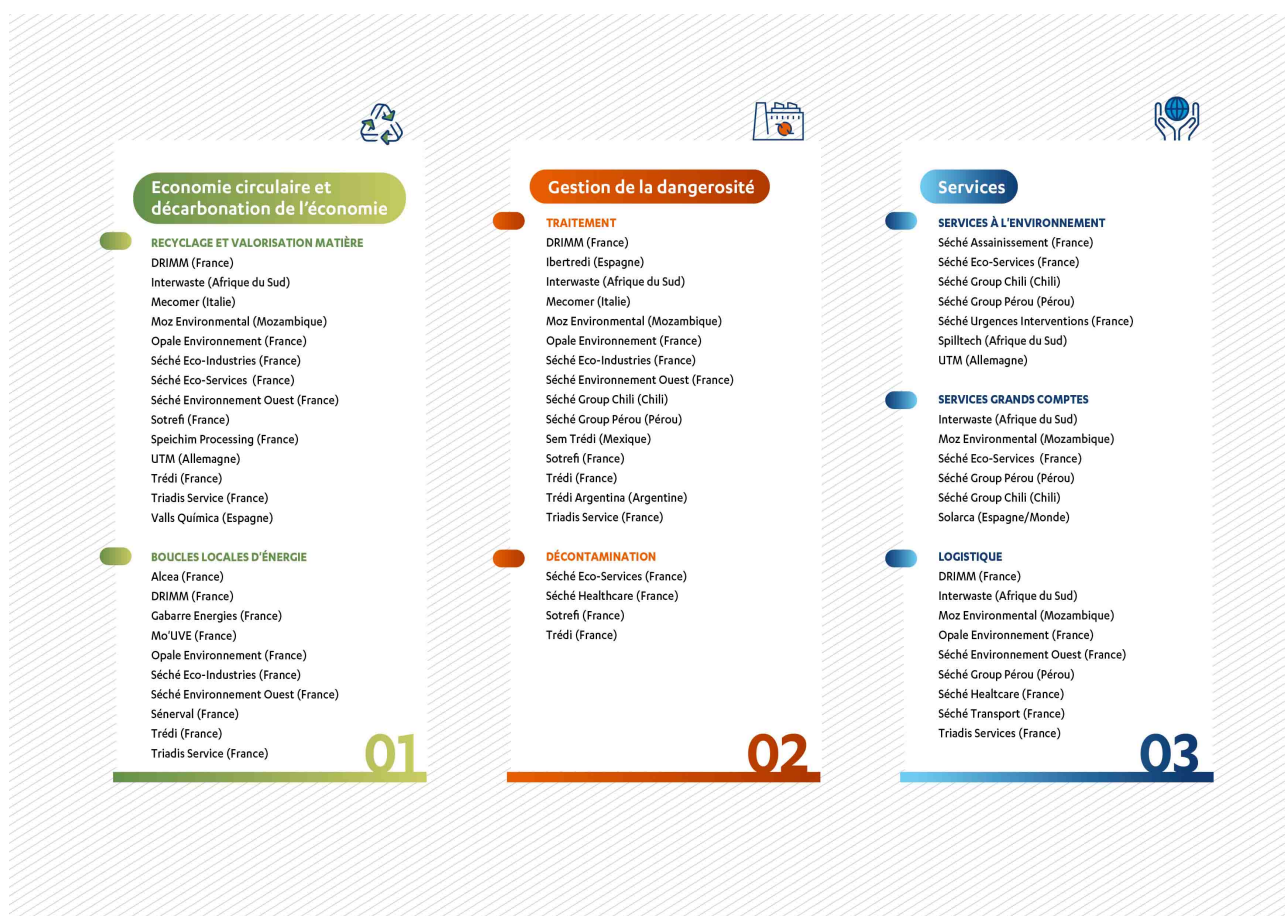 Economie circulaire et
décarbonation de l’économie
RECYCLAGE ET VALORISATION MATIÈRE
DRIMM (France)
Interwaste (Afrique du Sud)
Mecomer (Italie)
Moz Environmental (Mozambique)
Opale Environnement (France)
Séché Eco-Industries (France)
Séché Eco-Services (France)
Séché Environnement Ouest (France)
Sotrefi (France)
Speichim Processing (France)
UTM (Allemagne)
Trédi (France)
Triadis Service (France)
Valls Química (Espagne)
BOUCLES LOCALES D’ÉNERGIE
Alcea (France)
DRIMM (France)
Gabarre Energies (France)
Mo’UVE (France)
Opale Environnement (France)
Séché Eco-Industries (France)
Séché Environnement Ouest (France)
Sénerval (France)
Trédi (France)
Triadis Service (France)
01
Gestion de la dangerosité
TRAITEMENT
DRIMM (France)
Ibertredi (Espagne)
Interwaste (Afrique du Sud)
Mecomer (Italie)
Moz Environmental (Mozambique)
Opale Environnement (France)
Séché Eco-Industries (France)
Séché Environnement Ouest (France)
Séché Group Chili (Chili)
Séché Group Pérou (Pérou)
Sem Trédi (Mexique)
Sotrefi (France)
Trédi (France)
Trédi Argentina (Argentine)
Triadis Service (France)
DÉCONTAMINATION
Séché Eco-Services (France)
Séché Healthcare (France)
Sotrefi (France)
Trédi (France)
02
Services
SERVICES À L’ENVIRONNEMENT
Séché Assainissement (France)
Séché Eco-Services (France)
Séché Group Chili (Chili)
Séché Group Pérou (Pérou)
Séché Urgences Interventions (France)
Spilltech (Afrique du Sud)
UTM (Allemagne)
SERVICES GRANDS COMPTES
Interwaste (Afrique du Sud)
Moz Environmental (Mozambique)
Séché Eco-Services (France)
Séché Group Pérou (Pérou)
Séché Group Chili (Chili)
Solarca (Espagne/Monde)
LOGISTIQUE
DRIMM (France)
Interwaste (Afrique du Sud)
Moz Environmental (Mozambique)
Opale Environnement (France)
Séché Environnement Ouest (France)
Séché Group Pérou (Pérou)
Séché Healtcare (France)
Séché Transport (France)
Triadis Services (France)
03